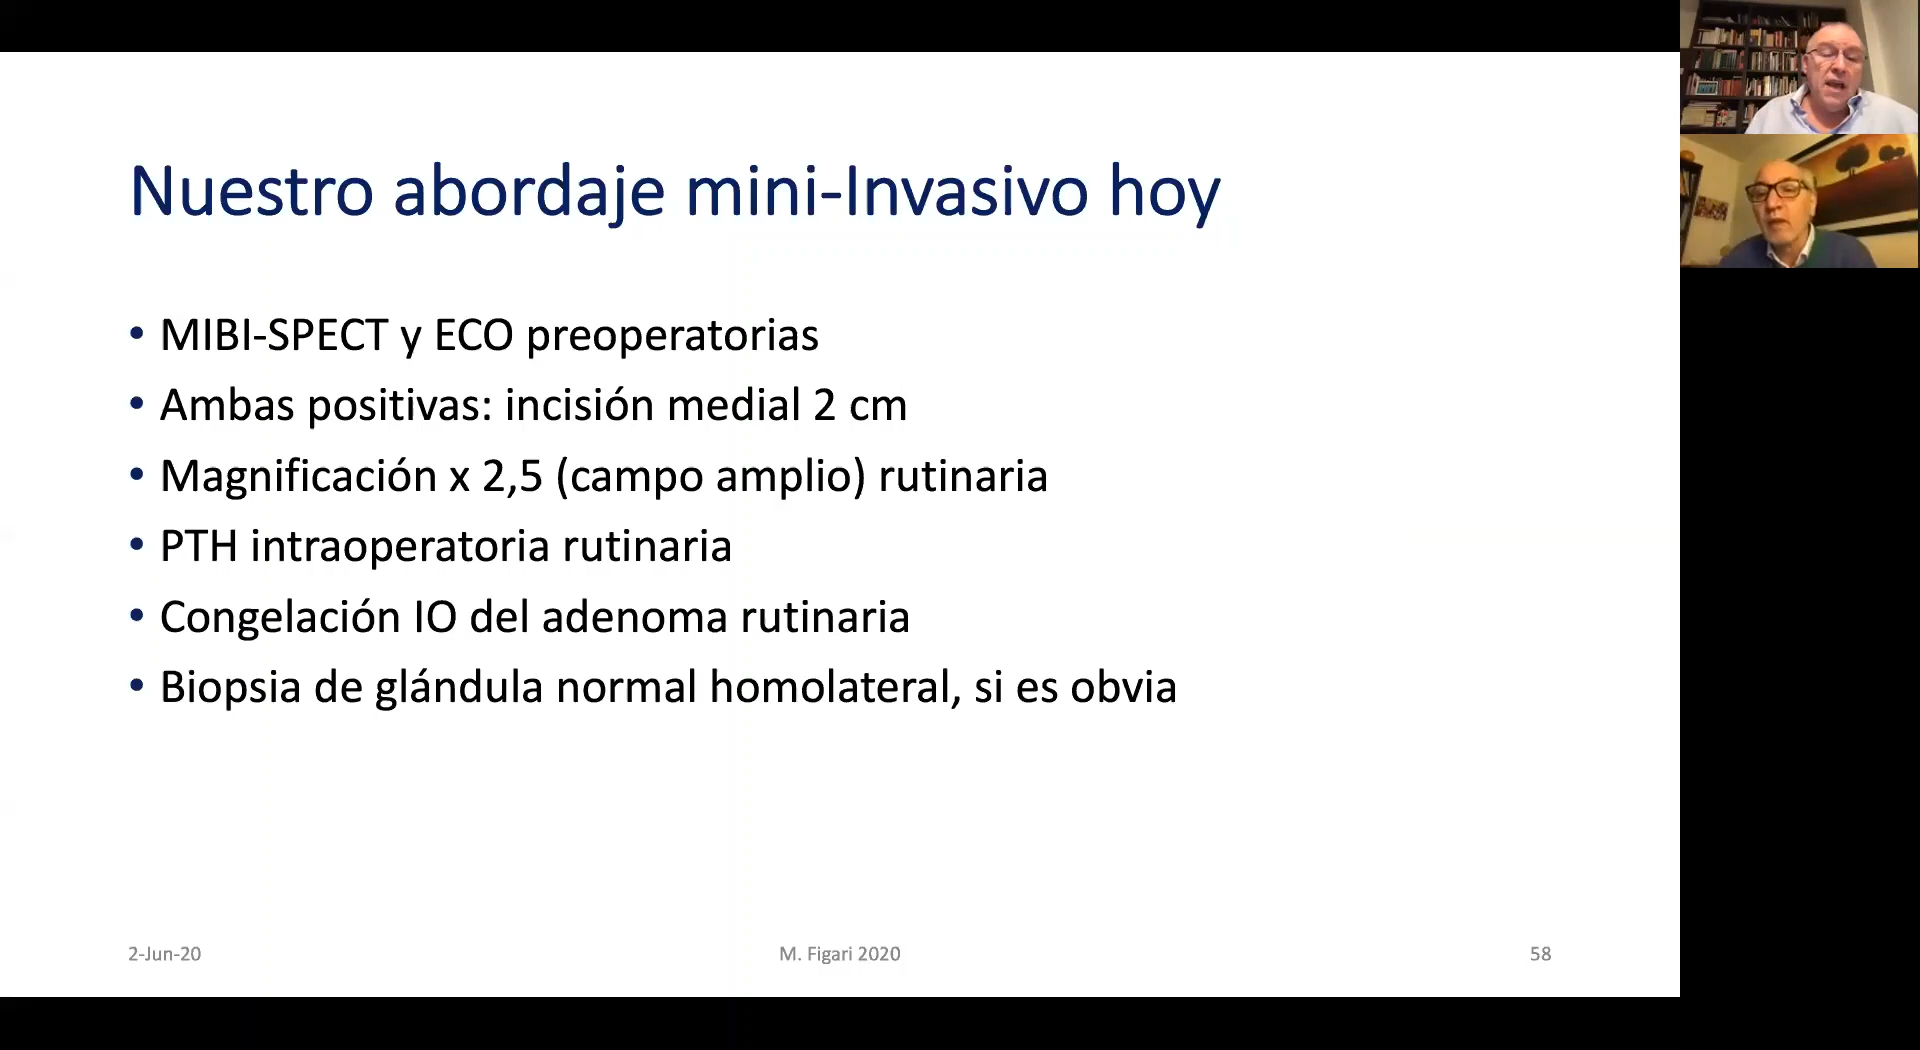 Nuestro abordaje mini-Invasivo hoy
• MIBI-SPECT y ECO preoperatorias
• Ambas positivas: incisión medial 2 cm
• Magnificación x 2,5 (campo amplio) rutinaria
• PTH intraoperatoria rutinaria
• Congelación IO del adenoma rutinaria
• Biopsia de glándula normal homolateral, si es obvia
2-Jun-20
M. Figari 2020
58